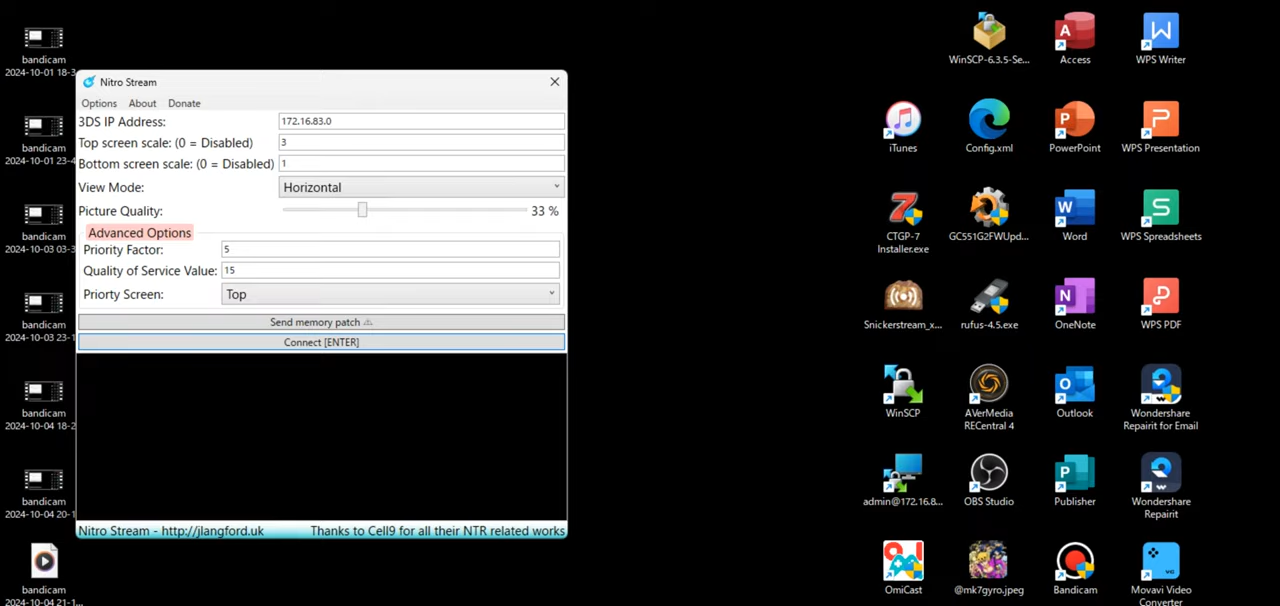 bandicam
2024-10-01 18-3
bandicam
2024-10-01 23-4
bandicam
2024-10-03 03-3
bandicam
2024-10-03 23-1
bandicam
2024-10-04 18-2
bandicam
2024-10-04 20-1
bandicam
2024-10-04 21-1...
Nitro Stream
Options About Donate
3DS IP Address: 172.16.83.0
Top screen scale: (0 = Disabled) 3
Bottom screen scale: (0 = Disabled) 1
View Mode: Horizontal
Picture Quality: 33 %
Advanced Options
Priority Factor: 5
Quality of Service Value: 15
Priorty Screen: Top
Send memory patch ⚠
Connect [ENTER]
Nitro Stream - http://jlangford.uk Thanks to Cell9 for all their NTR related works
WinSCP-6.3.5-Se...
Access
WPS Writer
iTunes
Config.xml
PowerPoint
WPS Presentation
CTGP-7
Installer.exe
GC551G2FWUpd...
Word
WPS Spreadsheets
Snickerstream_x...
rufus-4.5.exe
OneNote
WPS PDF
WinSCP
AVerMedia
RECentral 4
Outlook
Wondershare
Repairit for Email
admin@172.16.8...
OBS Studio
Publisher
Wondershare
Repairit
OmiCast
@mk7gyro.jpeg
Bandicam
Movavi Video
Converter